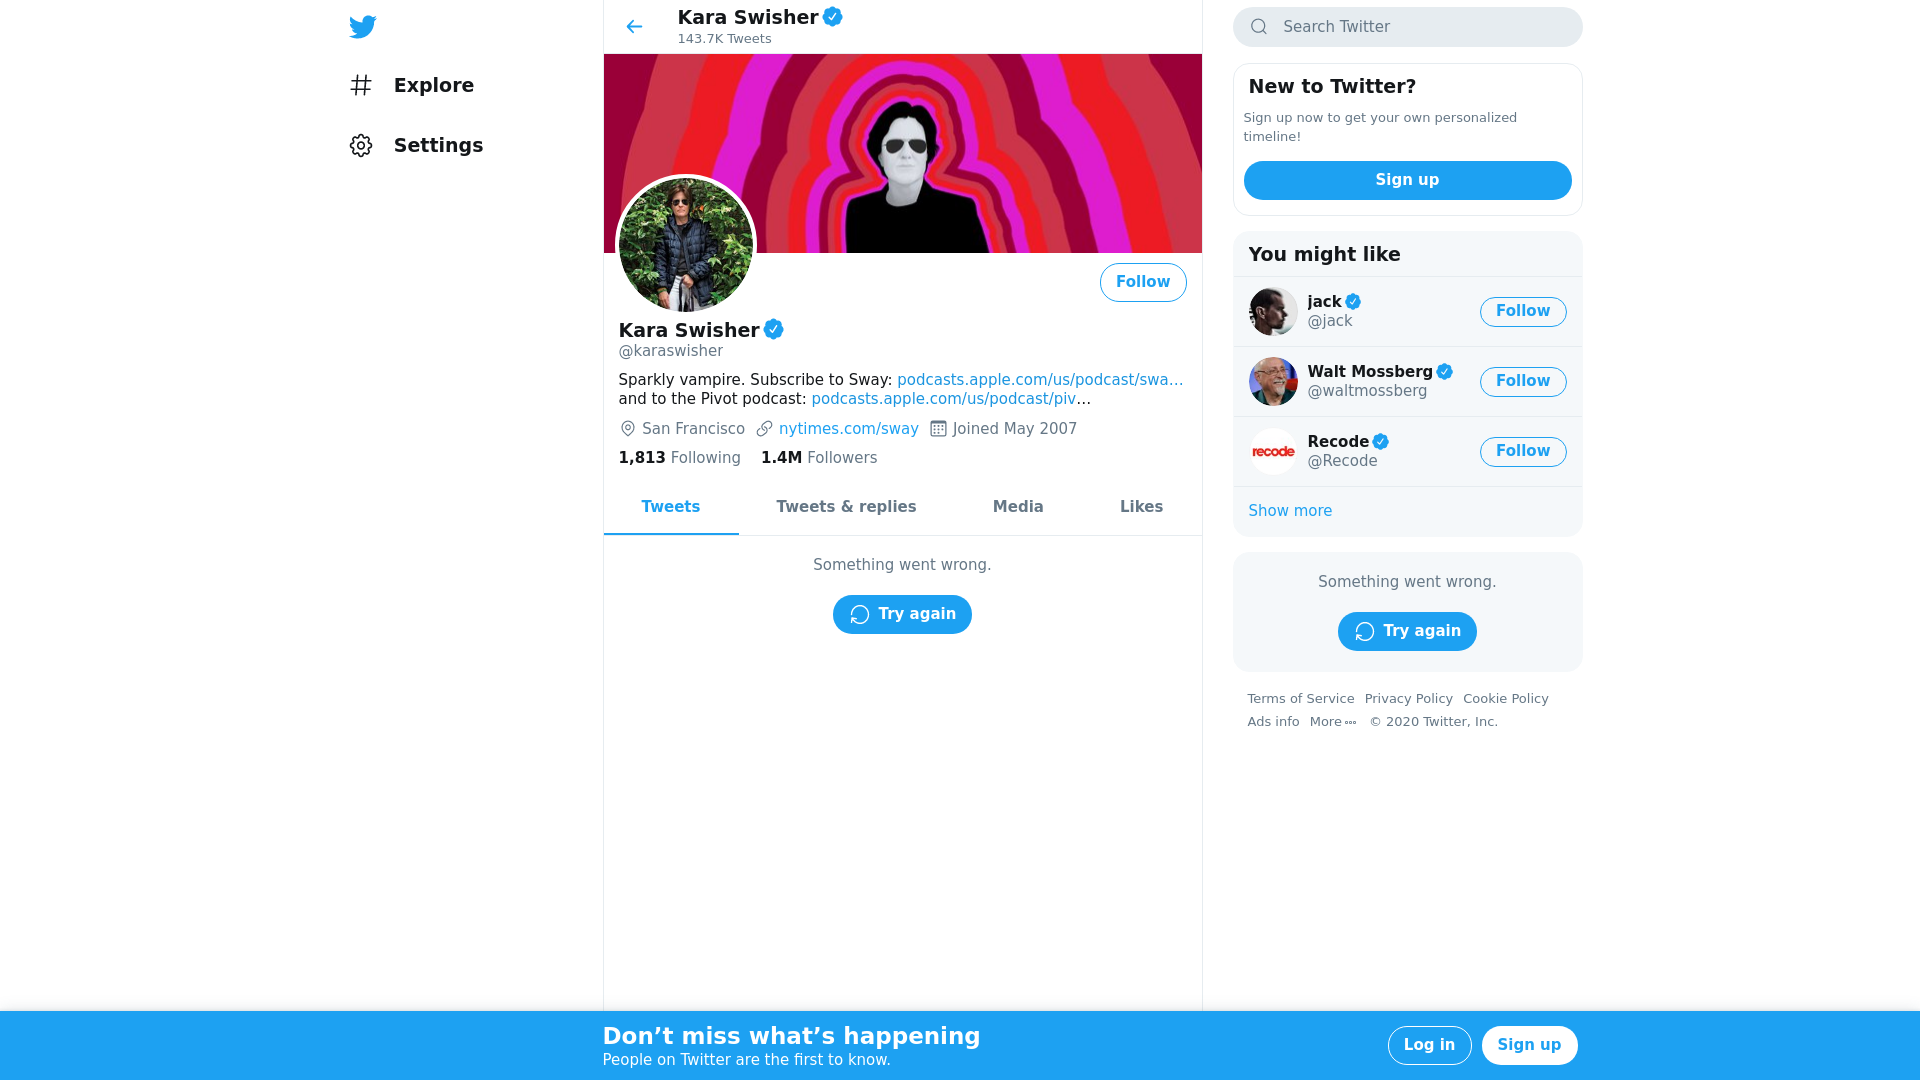 Explore
Settings
Kara Swisher
143.7K Tweets
Follow
Kara Swisher
@karaswisher
Sparkly vampire. Subscribe to Sway: podcasts.apple.com/us/podcast/swa…
and to the Pivot podcast: podcasts.apple.com/us/podcast/piv…
San Francisco nytimes.com/sway Joined May 2007
1,813 Following 1.4M Followers
Tweets Tweets & replies Media Likes
Something went wrong.
Try again
Search Twitter
New to Twitter?
Sign up now to get your own personalized
timeline!
Sign up
You might like
jack
@jack
Follow
Walt Mossberg
@waltmossberg
Follow
recode
Recode
@Recode
Follow
Show more
Something went wrong.
Try again
Terms of Service Privacy Policy Cookie Policy
Ads info More © 2020 Twitter, Inc.
Don’t miss what’s happening
People on Twitter are the first to know.
Log in Sign up